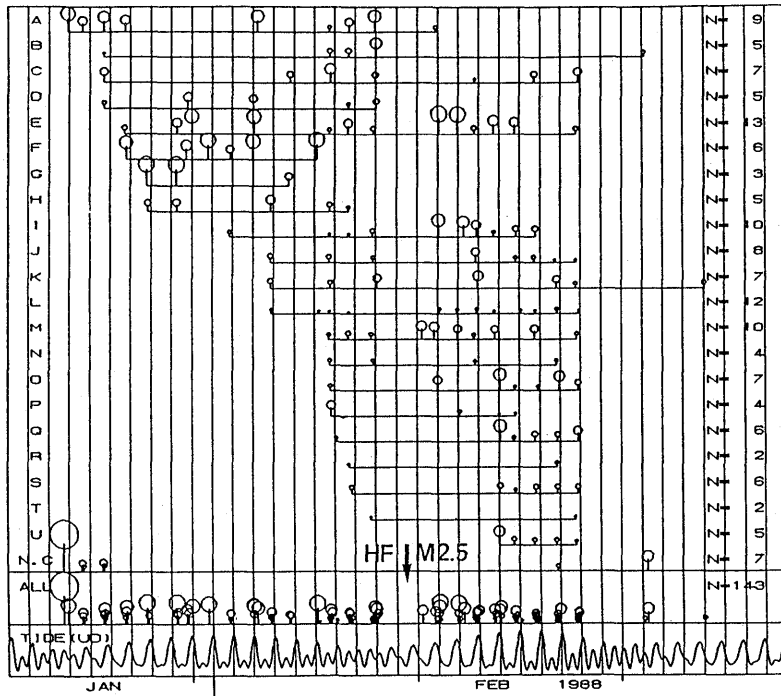 A N= 9
B N= 5
C N= 7
D N= 5
E N= 13
F N= 6
G N= 3
H N= 5
I N= 10
J N= 8
K N= 7
L N= 12
M N= 10
N N= 4
O N= 7
P N= 4
Q N= 6
R N= 2
S N= 6
T N= 2
U N= 5
HF M2.5
N.C N= 7
ALL N= 143
TIDE(UD)
JAN FEB 1988